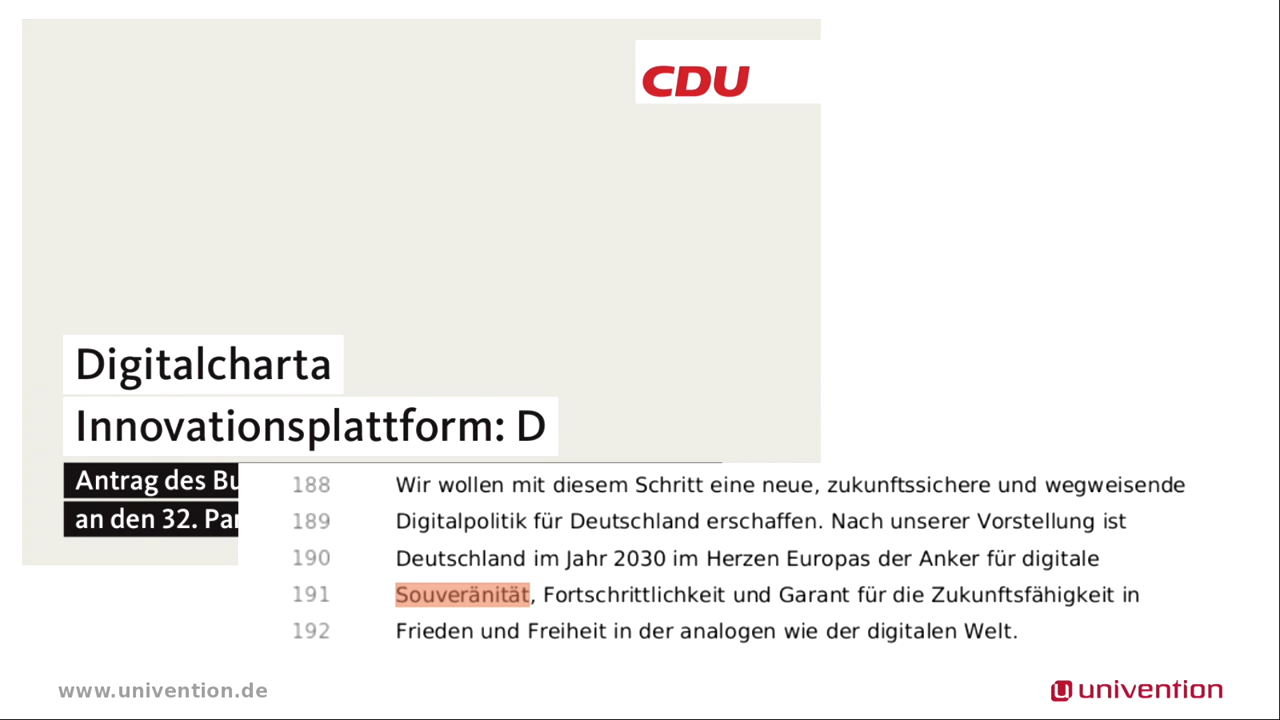 CDU
Digitalcharta
Innovationsplattform: D
Antrag des
an den 32.
188 Wir wollen mit diesem Schritt eine neue, zukunftssichere und wegweisende
189 Digitalpolitik für Deutschland erschaffen. Nach unserer Vorstellung ist
190 Deutschland im Jahr 2030 im Herzen Europas der Anker für digitale
191 Souveränität, Fortschrittlichkeit und Garant für die Zukunftsfähigkeit in
192 Frieden und Freiheit in der analogen wie der digitalen Welt.
www.univention.de
univention